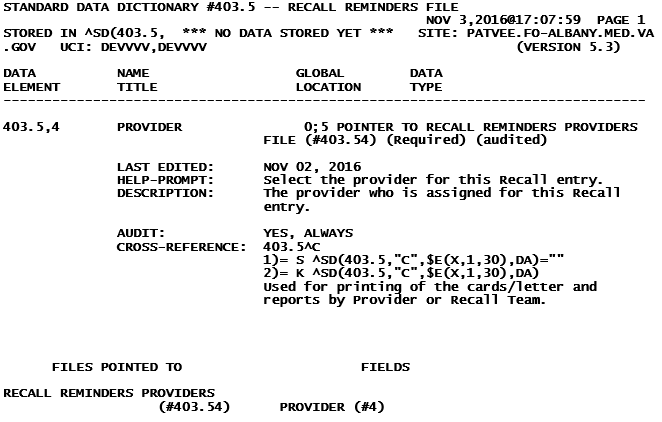 STANDARD DATA DICTIONARY #403.5 -- RECALL REMINDERS FILE
NOV 3,2016@17:07:59 PAGE 1
STORED IN ^SD(403.5, *** NO DATA STORED YET *** SITE: PATVEE.FO-ALBANY.MED.VA
.GOV UCI: DEVVVV,DEVVVV (VERSION 5.3)
DATA NAME GLOBAL DATA
ELEMENT TITLE LOCATION TYPE
-------------------------------------------------------------------------------
403.5,4 PROVIDER 0;5 POINTER TO RECALL REMINDERS PROVIDERS
FILE (#403.54) (Required) (audited)
LAST EDITED: NOV 02, 2016
HELP-PROMPT: Select the provider for this Recall entry.
DESCRIPTION: The provider who is assigned for this Recall
entry.
AUDIT: YES, ALWAYS
CROSS-REFERENCE: 403.5^C
1)= S ^SD(403.5,"C",$E(X,1,30),DA)=""
2)= K ^SD(403.5,"C",$E(X,1,30),DA)
Used for printing of the cards/letter and
reports by Provider or Recall Team.
FILES POINTED TO FIELDS
RECALL REMINDERS PROVIDERS
(#403.54) PROVIDER (#4)